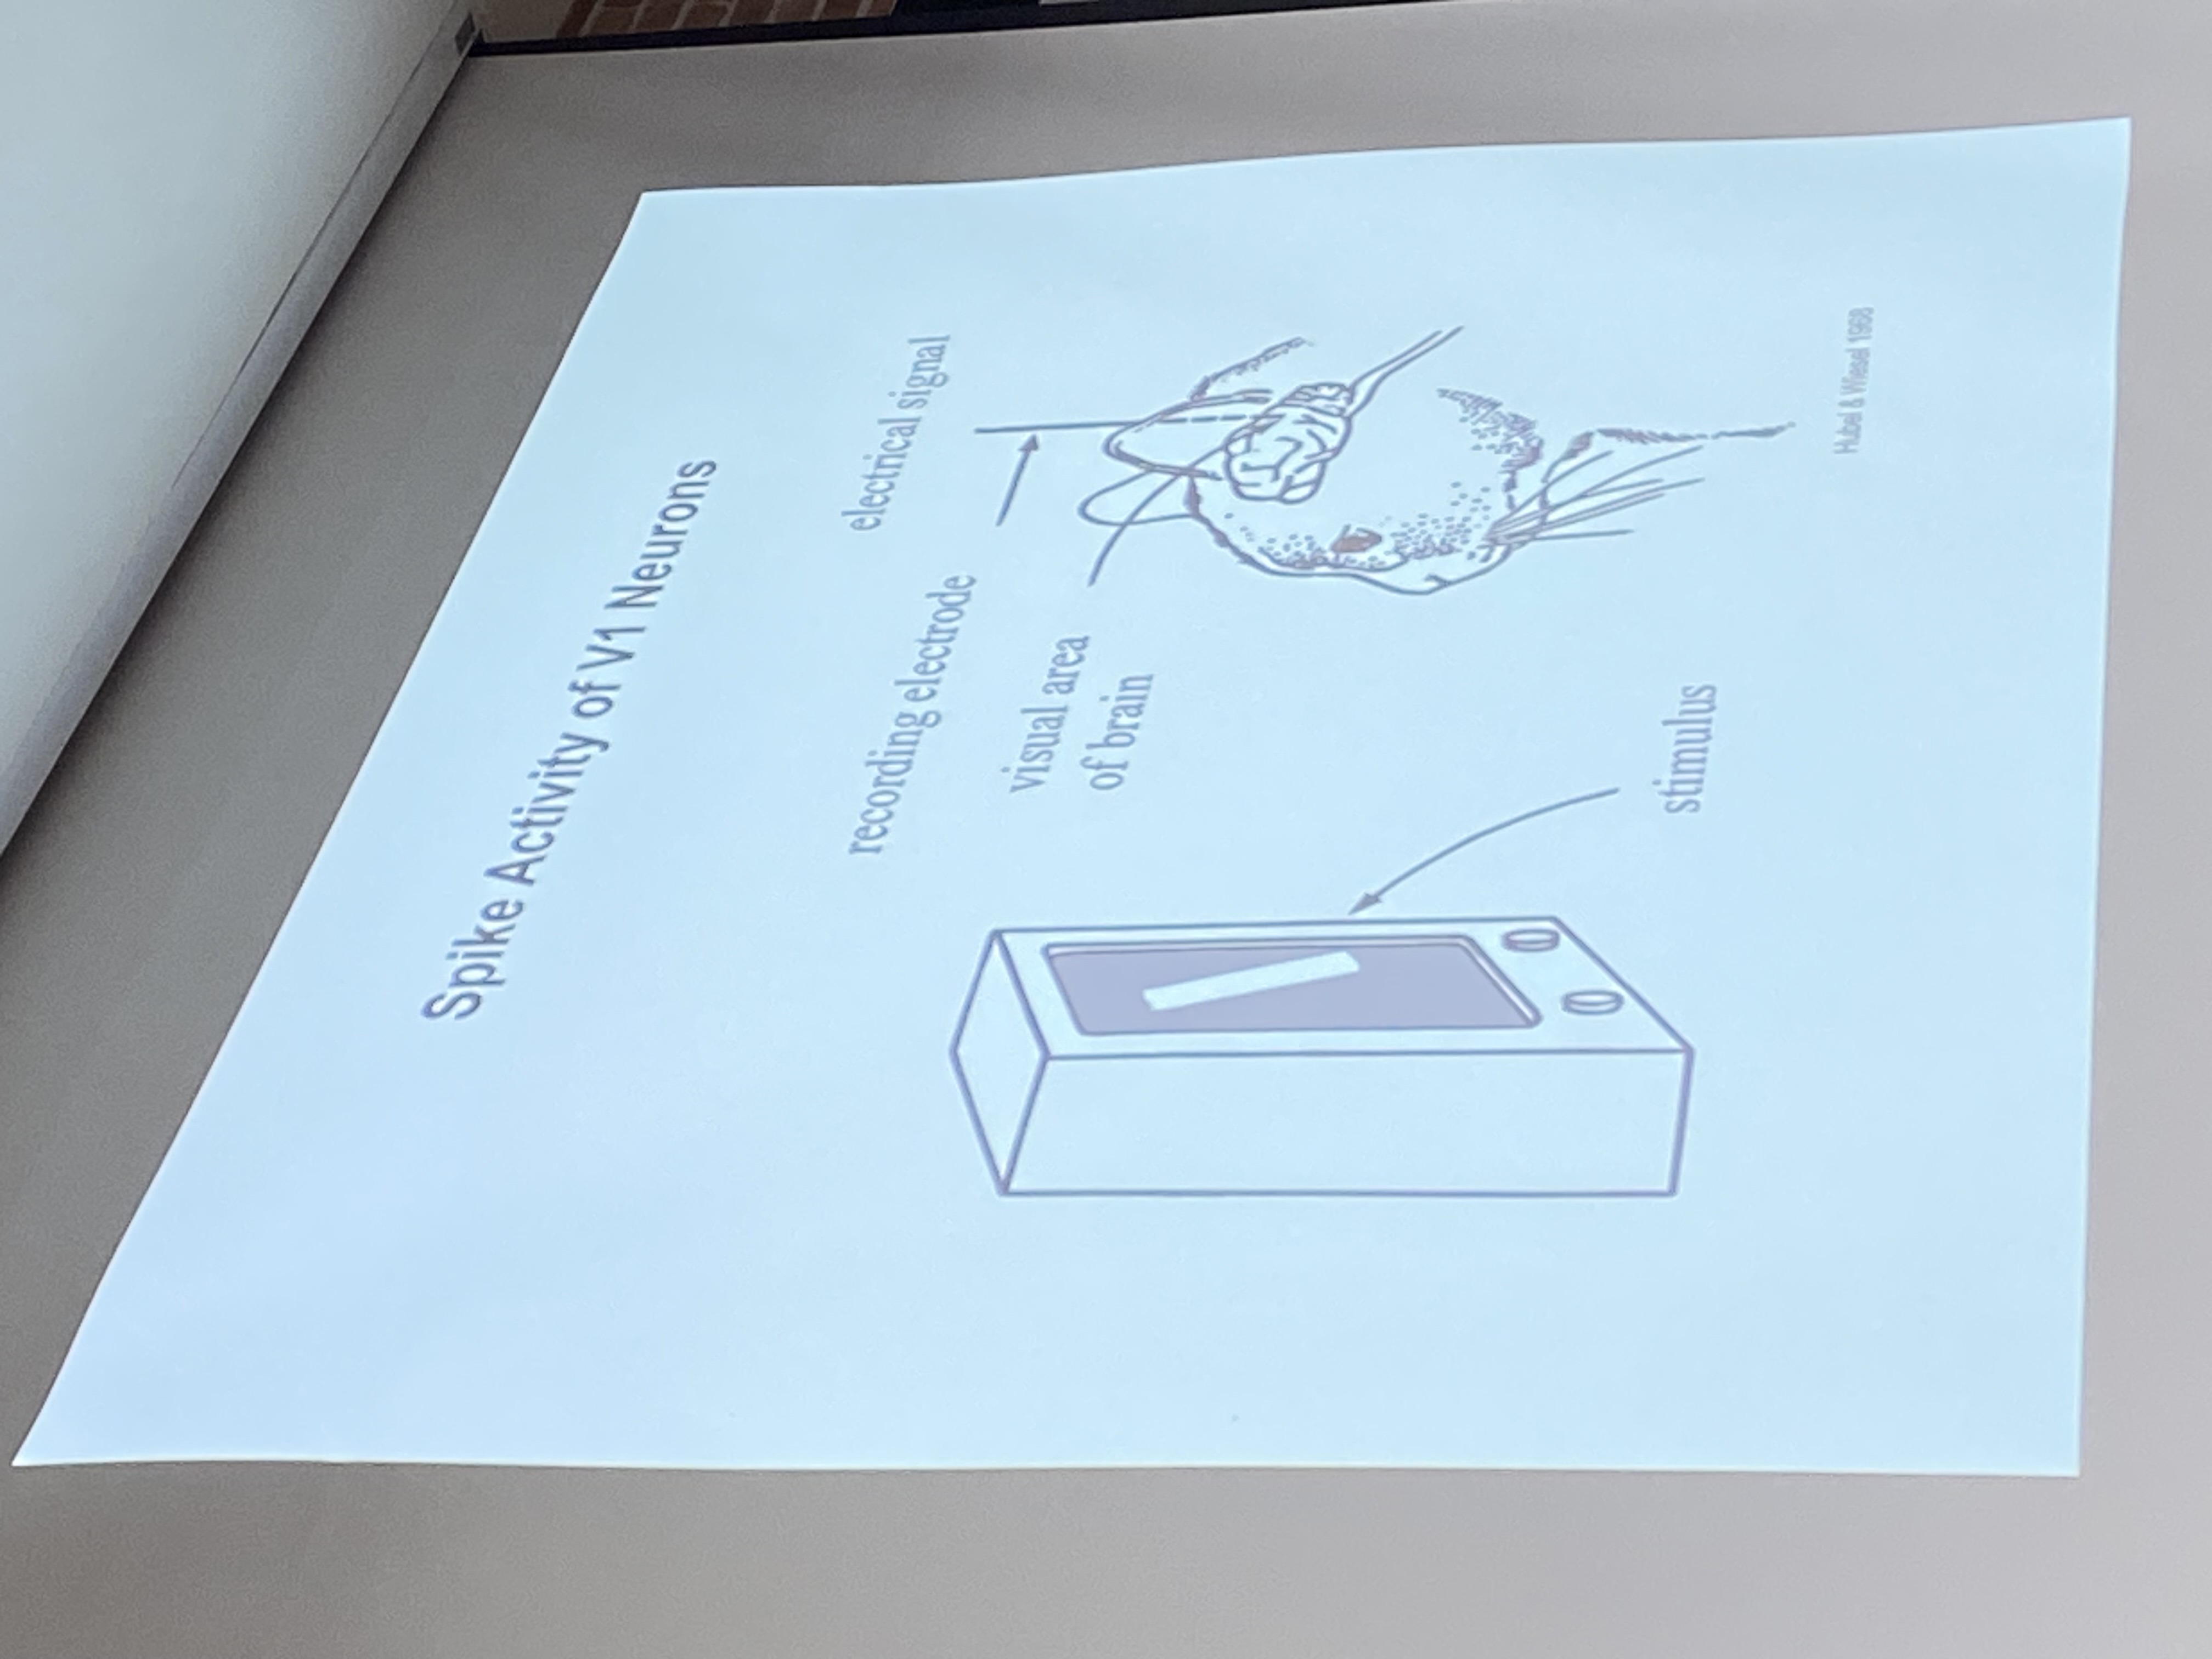 Spike Activity of V1 Neurons
electrical signal
recording electrode
visual area
of brain
stimulus
Hubel & Wiesel 1968